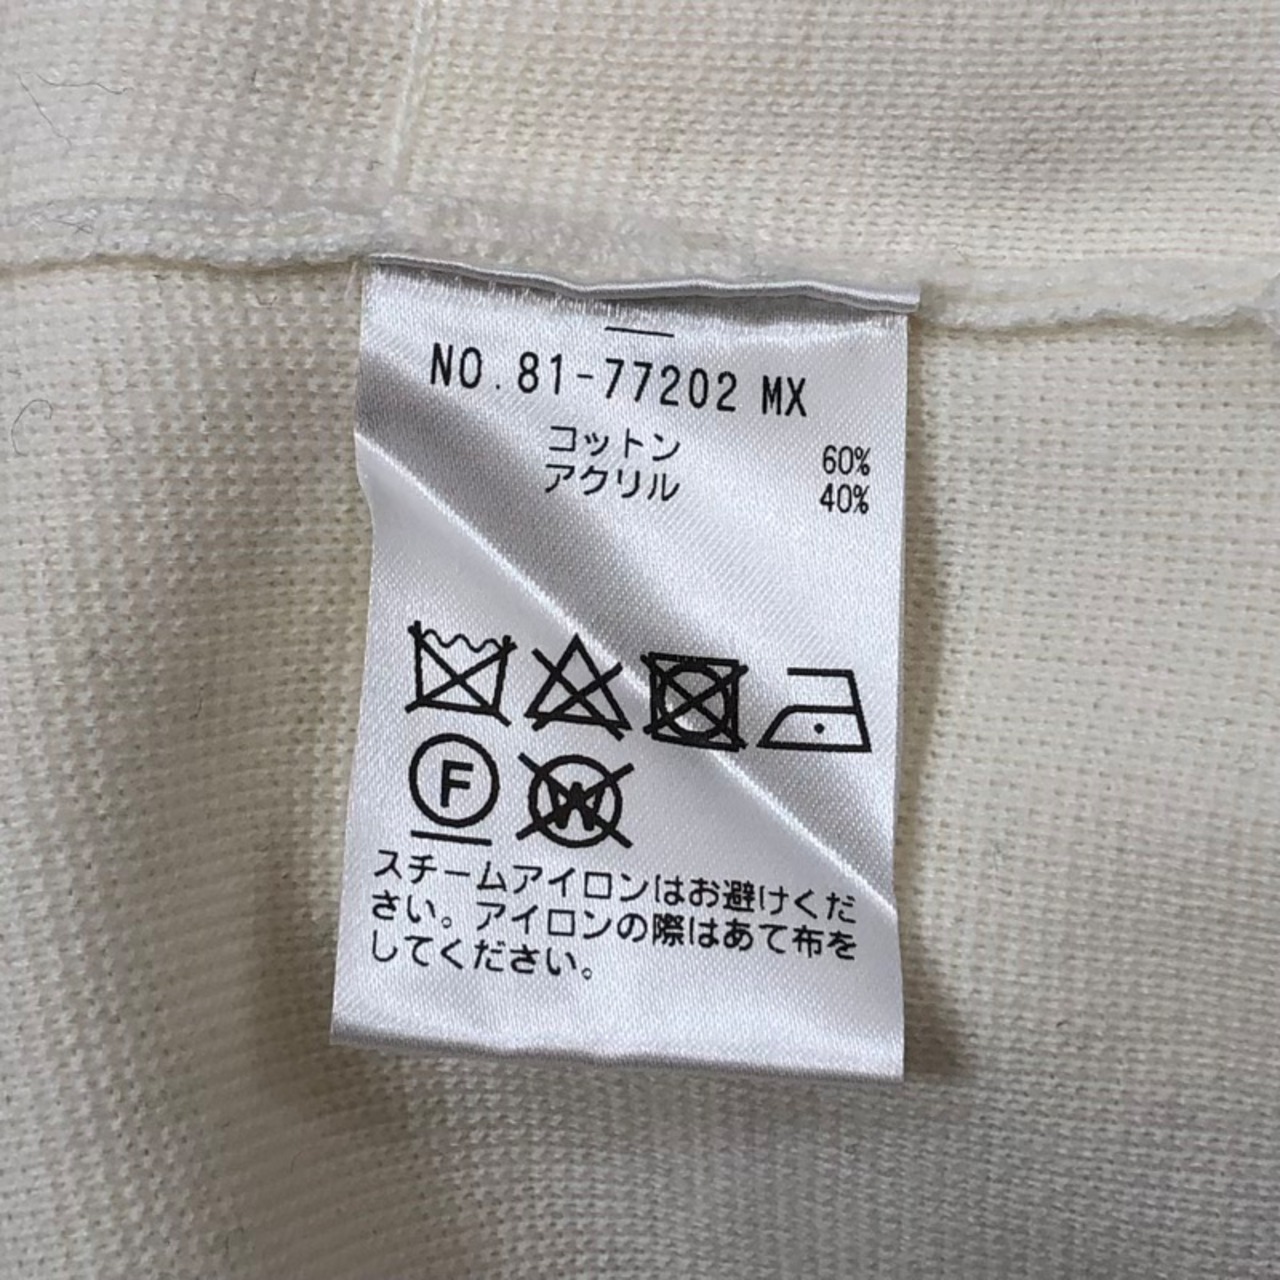 NO.81-77202 MX
コットン 60%
アクリル 40%
F W
スチームアイロンはお避けくだ
さい。アイロンの際はあて布を
してください。